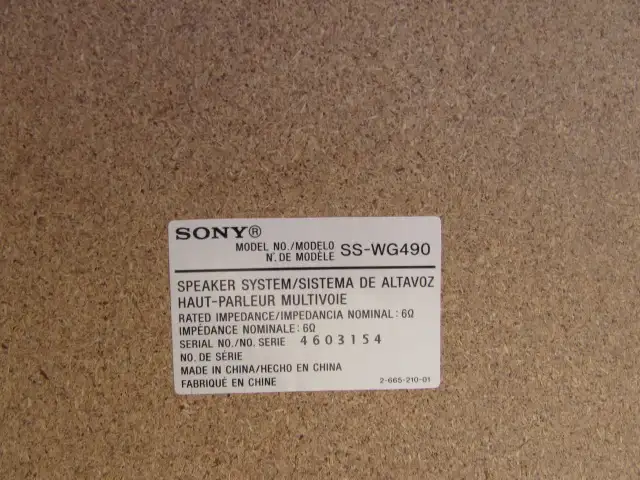 SONY®
MODEL NO./MODELO
N°. DE MODÈLE SS-WG490
SPEAKER SYSTEM/SISTEMA DE ALTAVOZ
HAUT-PARLEUR MULTIVOIE
RATED IMPEDANCE/IMPEDANCIA NOMINAL: 6Ω
IMPÉDANCE NOMINALE: 6Ω
SERIAL NO./NO. SERIE 4603154
NO. DE SÉRIE
MADE IN CHINA/HECHO EN CHINA
FABRIQUÉ EN CHINE 2-665-210-01